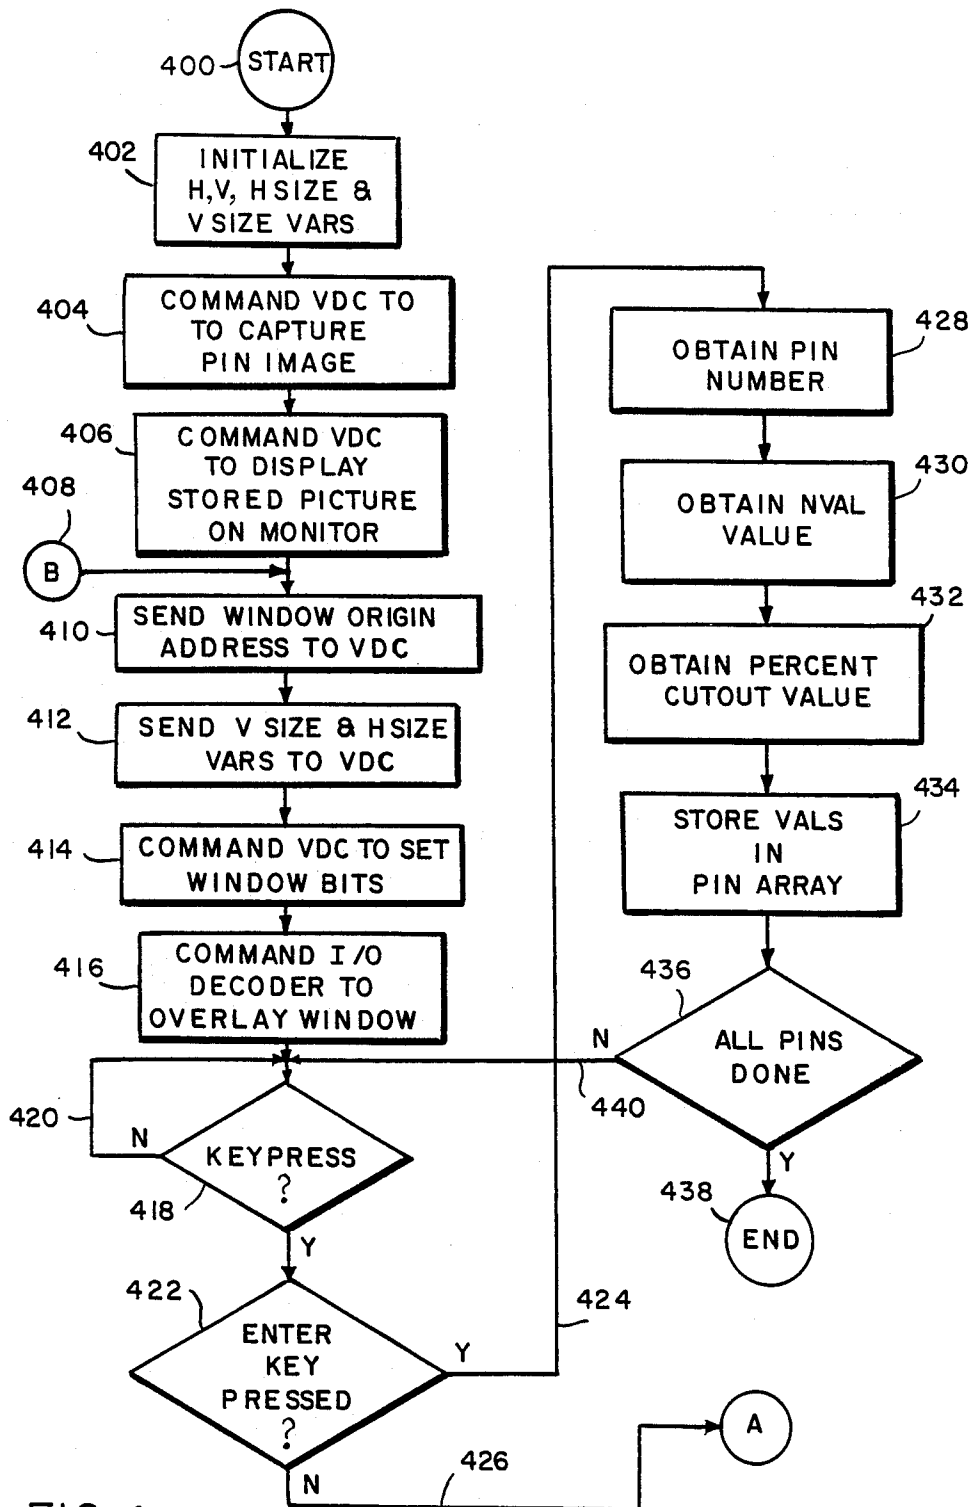 400
START
402
INITIALIZE
H,V, HSIZE &
V SIZE VARS
404
COMMAND VDC TO
TO CAPTURE
PIN IMAGE
406
COMMAND VDC
TO DISPLAY
STORED PICTURE
ON MONITOR
408
B
410
SEND WINDOW ORIGIN
ADDRESS TO VDC
412
SEND V SIZE & HSIZE
VARS TO VDC
414
COMMAND VDC TO SET
WINDOW BITS
416
COMMAND I/O
DECODER TO
OVERLAY WINDOW
420
N
KEYPRESS
?
418
Y
422
ENTER
KEY
PRESSED
?
Y
424
N
426
A
428
OBTAIN PIN
NUMBER
430
OBTAIN NVAL
VALUE
432
OBTAIN PERCENT
CUTOUT VALUE
434
STORE VALS
IN
PIN ARRAY
436
N
ALL PINS
DONE
440
Y
438
END